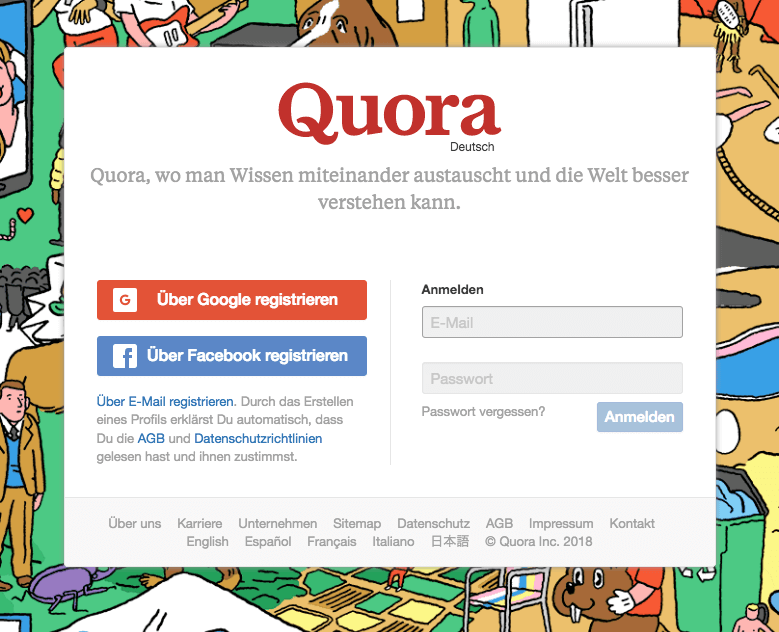 Quora
Deutsch
Quora, wo man Wissen miteinander austauscht und die Welt besser
verstehen kann.
G Über Google registrieren
f Über Facebook registrieren
Über E-Mail registrieren. Durch das Erstellen
eines Profils erklärst Du automatisch, dass
Du die AGB und Datenschutzrichtlinien
gelesen hast und ihnen zustimmst.
Anmelden
E-Mail
Passwort
Passwort vergessen?
Anmelden
Über uns Karriere Unternehmen Sitemap Datenschutz AGB Impressum Kontakt
English Español Français Italiano 日本語 © Quora Inc. 2018